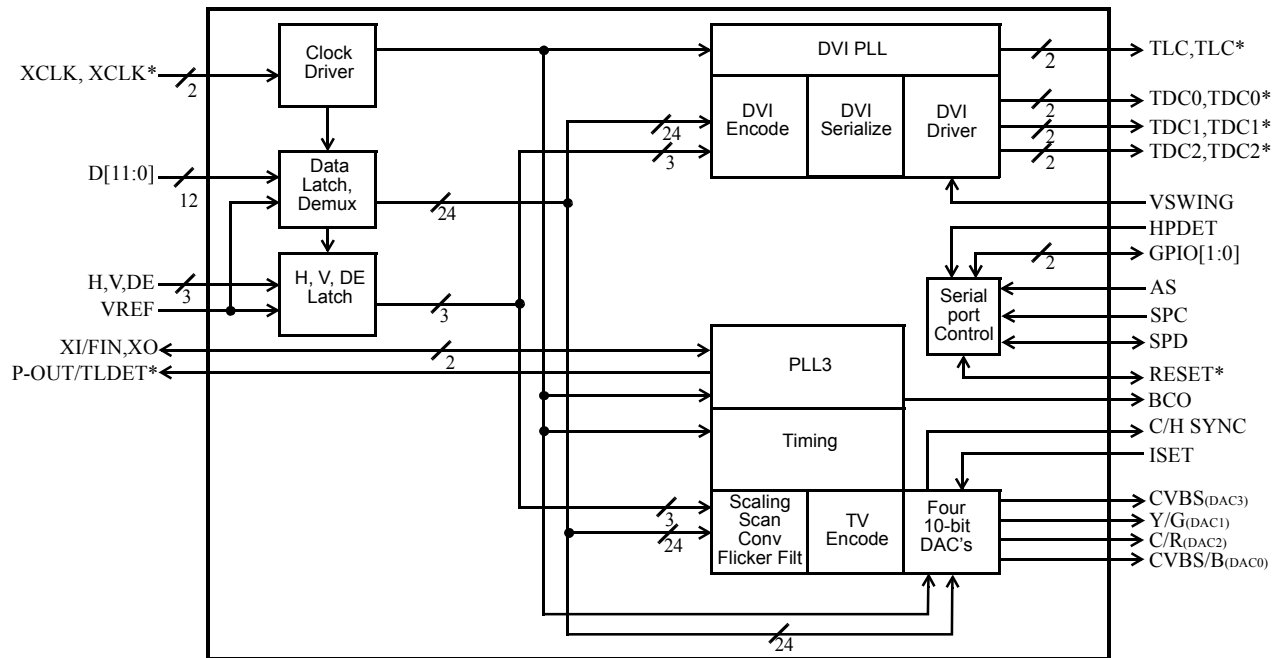 Clock
Driver
XCLK, XCLK*
2
D[11:0]
12
Data
Latch,
Demux
24
H,V,DE
3
VREF
H, V, DE
Latch
3
XI/FIN,XO
2
P-OUT/TLDET*
DVI PLL
DVI
Encode
DVI
Serialize
DVI
Driver
24
3
2
TLC,TLC*
2
TDC0,TDC0*
2
TDC1,TDC1*
2
TDC2,TDC2*
VSWING
HPDET
2
GPIO[1:0]
Serial
port
Control
AS
SPC
SPD
RESET*
PLL3
BCO
Timing
C/H SYNC
ISET
3
24
Scaling
Scan
Conv
Flicker Filt
TV
Encode
Four
10-bit
DAC's
CVBS(DAC3)
Y/G(DAC1)
C/R(DAC2)
CVBS/B(DAC0)
24